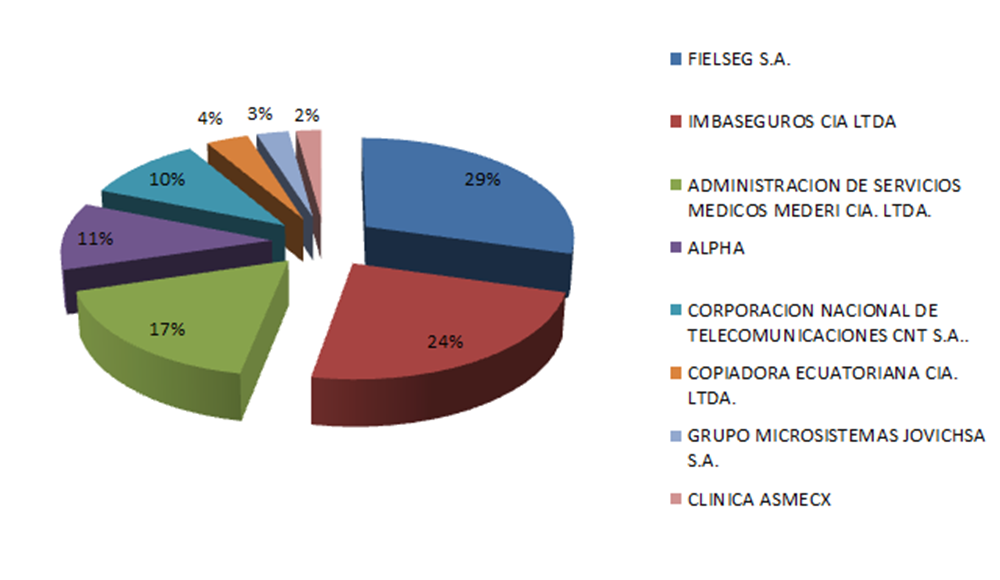 4%
3%
2%
10%
29%
11%
17%
24%
FIELSEG S.A.
IMBASEGUROS CIA LTDA
ADMINISTRACION DE SERVICIOS
MEDICOS MEDERI CIA. LTDA.
ALPHA
CORPORACION NACIONAL DE
TELECOMUNICACIONES CNT S.A..
COPIADORA ECUATORIANA CIA.
LTDA.
GRUPO MICROSISTEMAS JOVICHSA
S.A.
CLINICA ASMECX